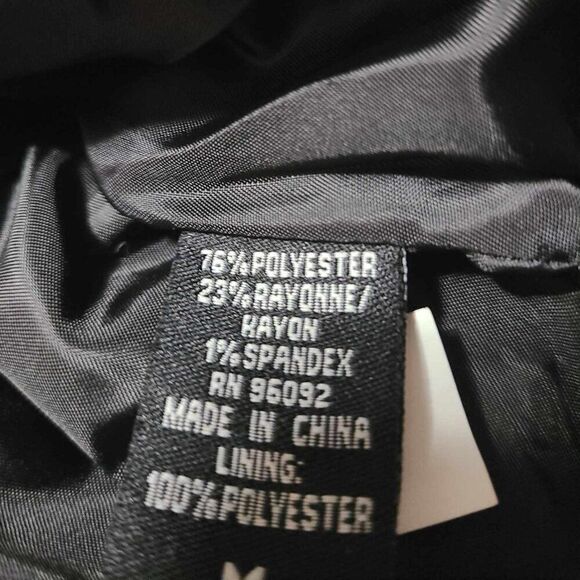 76% POLYESTER
23% RAYONNE/
RAYON
1% SPANDEX
RN 96092
MADE IN CHINA
LINING:
100% POLYESTER